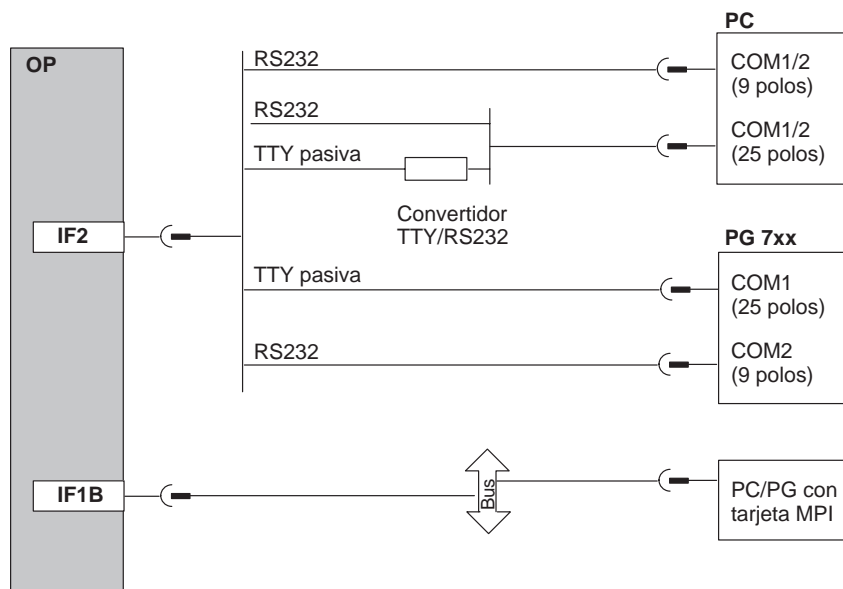 PC
OP
RS232
COM1/2
(9 polos)
RS232
COM1/2
(25 polos)
TTY pasiva
Convertidor
TTY/RS232
IF2
PG 7xx
TTY pasiva
COM1
(25 polos)
RS232
COM2
(9 polos)
IF1B
Bus
PC/PG con
tarjeta MPI